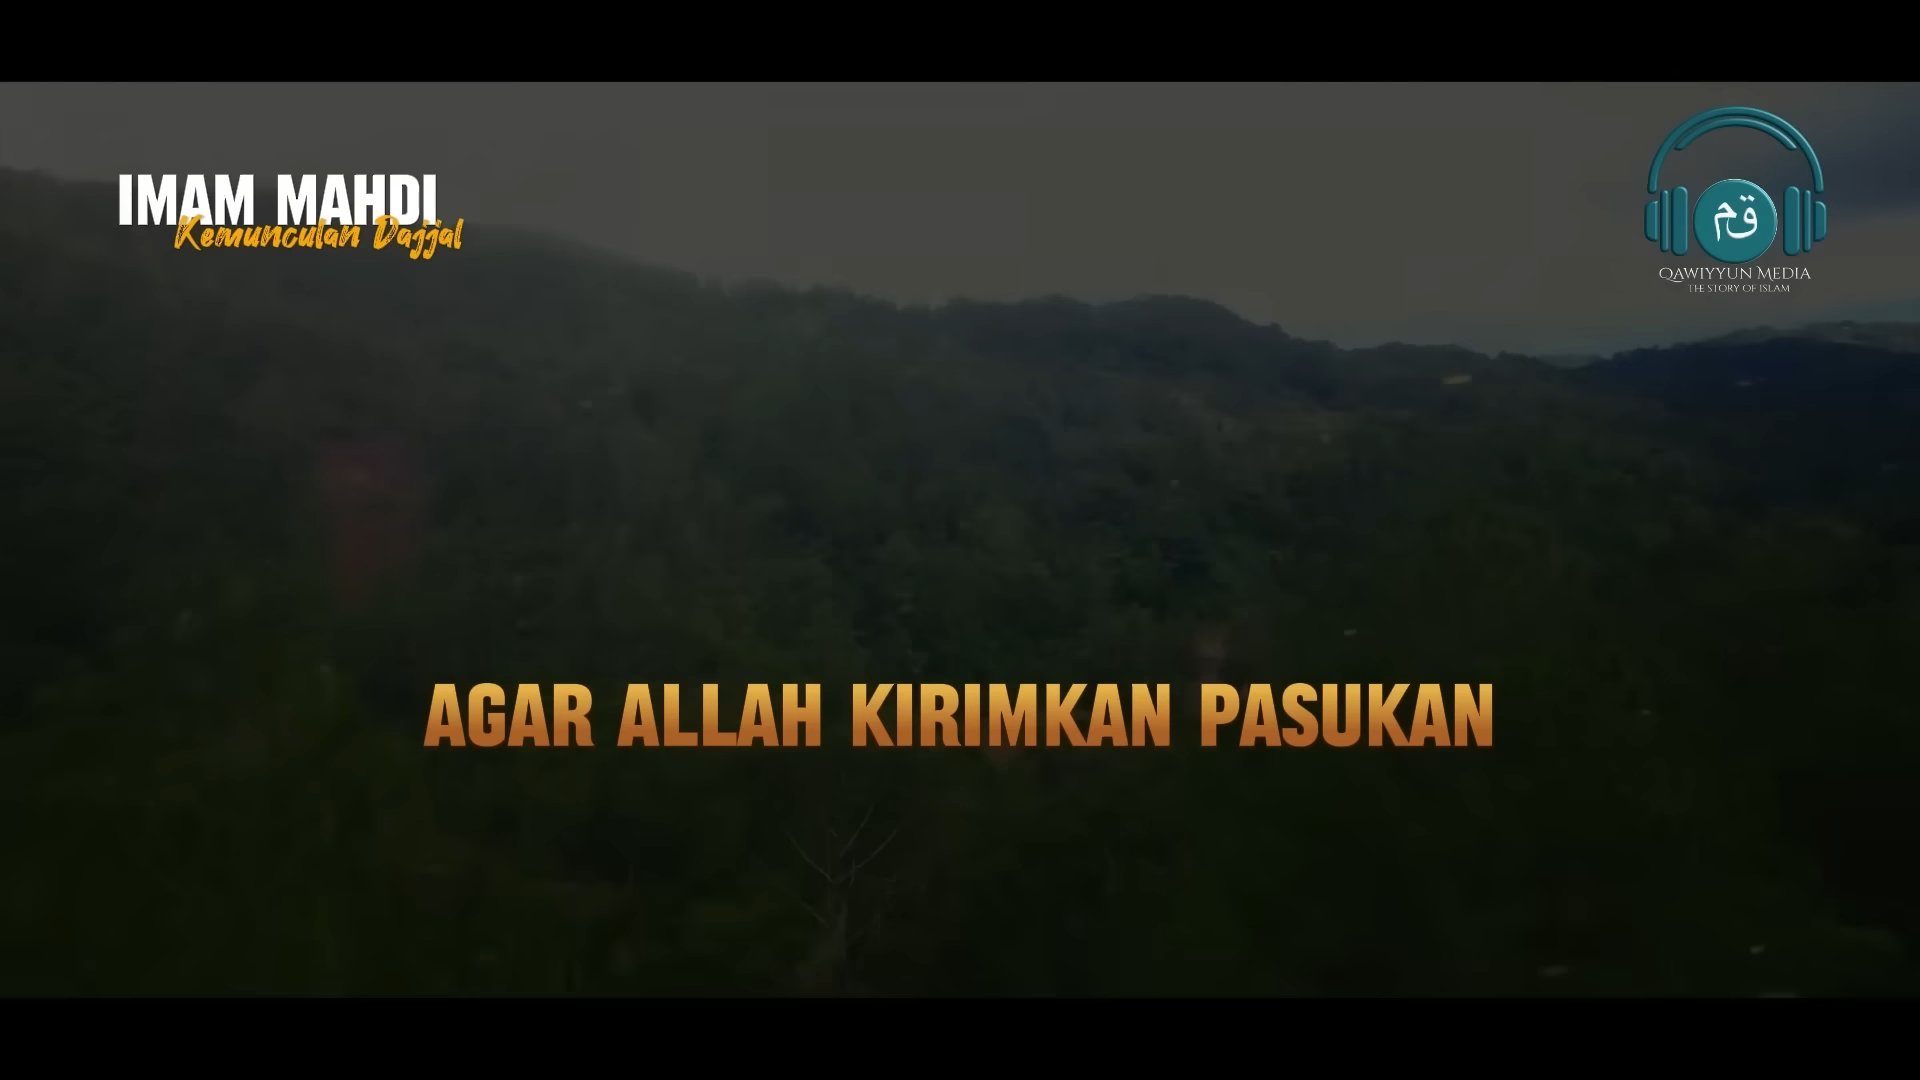 IMAM MAHDI
Kemunculan Dajjal
قم
QAWIYYUN MEDIA
THE STORY OF ISLAM
AGAR ALLAH KIRIMKAN PASUKAN